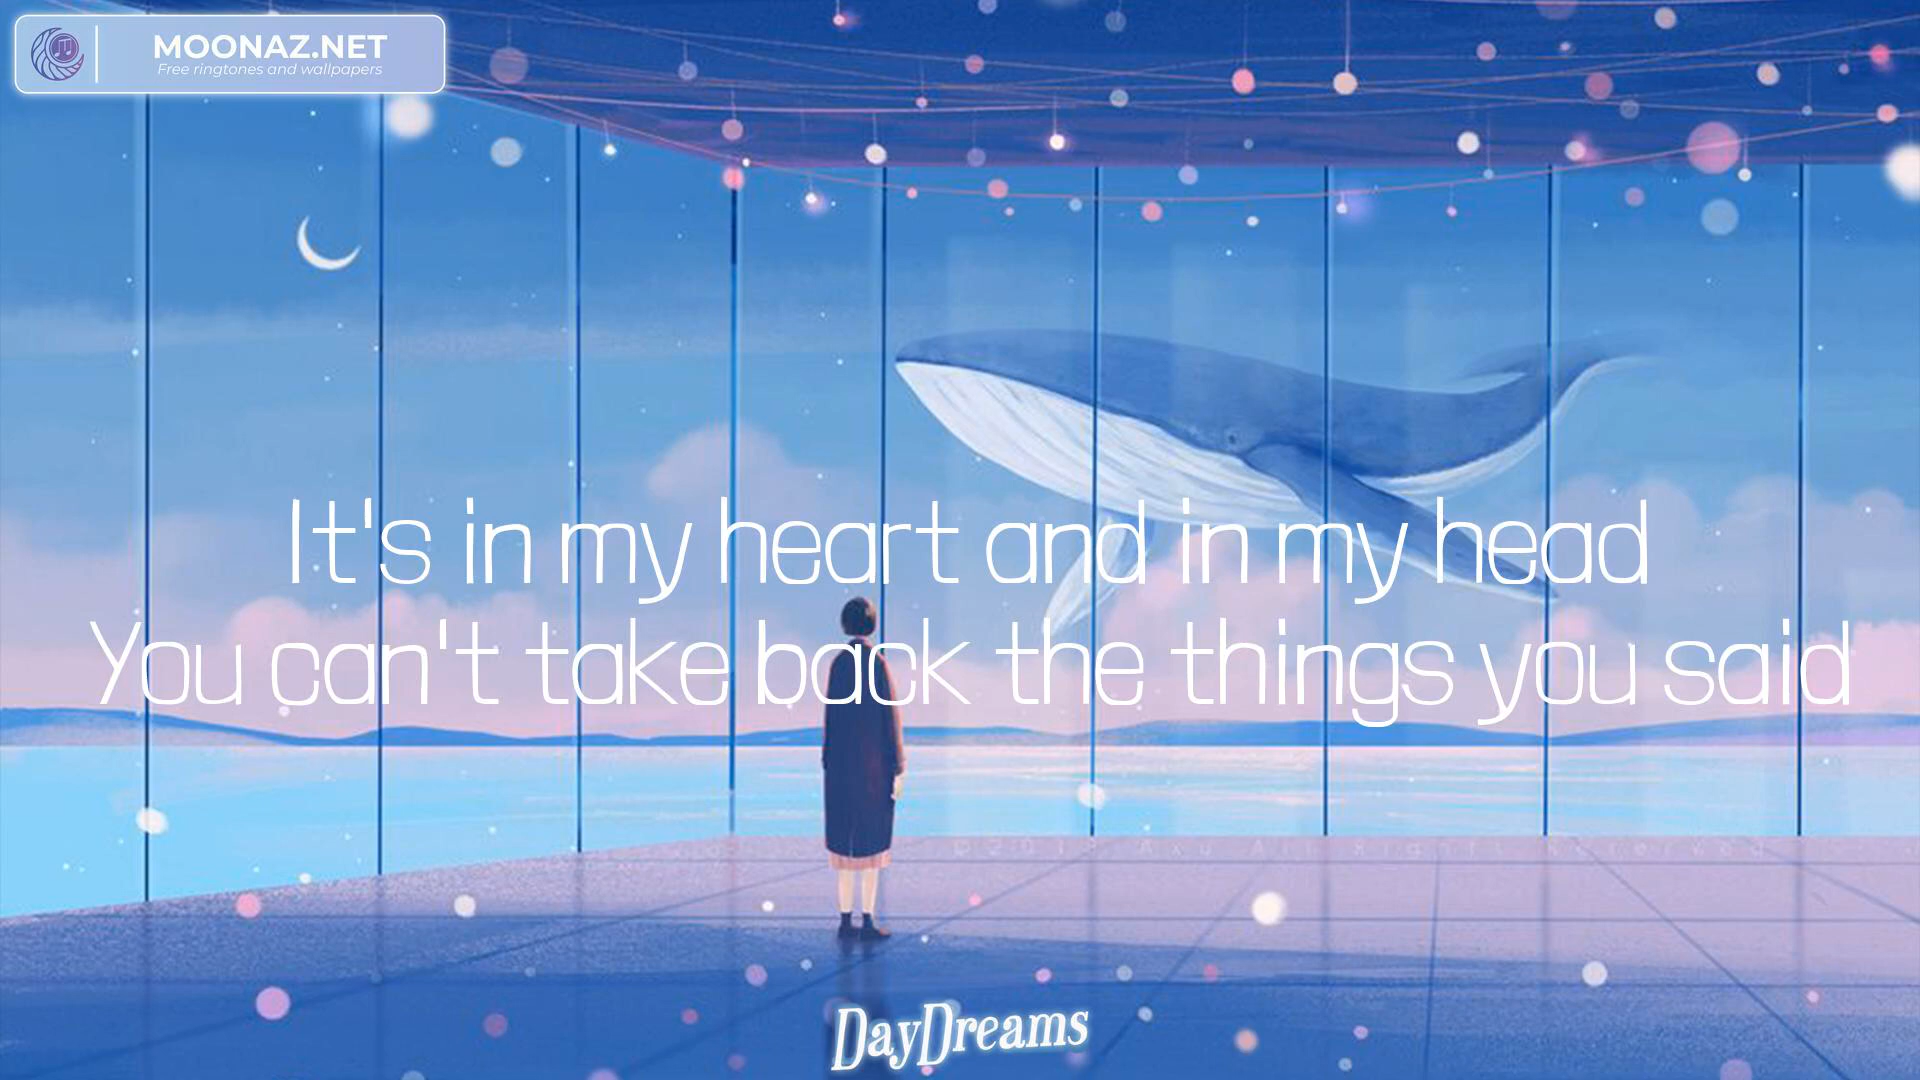 MOONAZ.NET
Free ringtones and wallpapers
It's in my heart and in my head
You can't take back the things you said
DayDreams